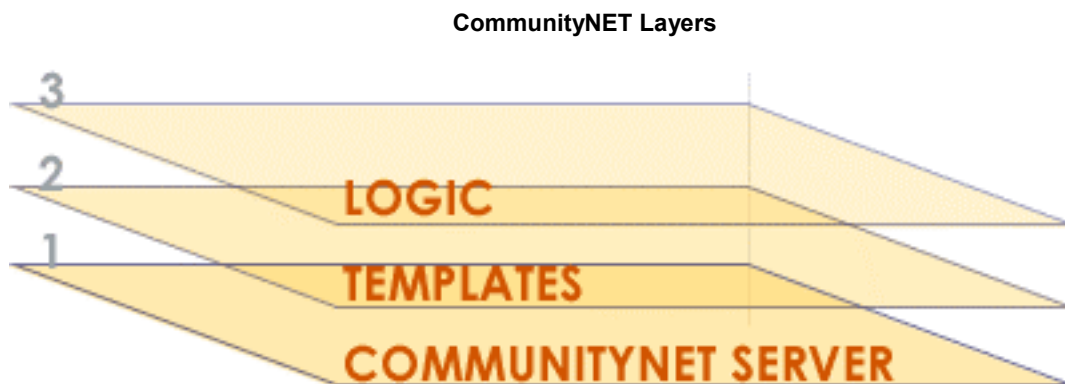 CommunityNET Layers
3
2
LOGIC
1
TEMPLATES
COMMUNITYNET SERVER